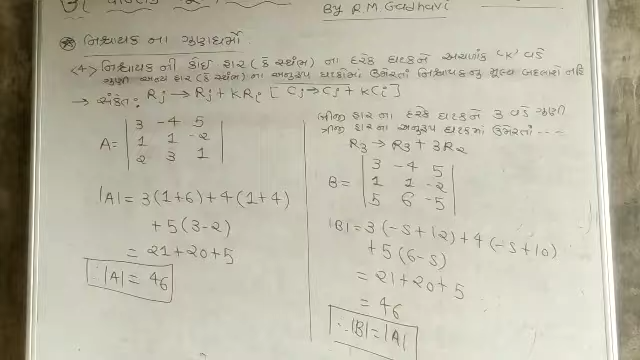 By R M Gadhavi
* નિશ્ચાયક ના ગુણધર્મો.
<4> નિશ્ચાયક ની કોઈ હાર (કે સ્તંભ) ના દરેક ઘટકને અચળાંક "K" વડે
ગુણી અન્ય હાર (કે સ્તંભ) ના અનુરૂપ ઘટકોમાં ઉમેરતાં નિશ્ચાયકનુ મૂલ્ય બદલાશે નહિ
→ સંકેત: Rj → Rj + KRi [ Cj → Cj + KCi ]
બીજી હારના દરેક ઘટકને 3 વડે ગુણી
ત્રીજી હારના અનુરૂપ ઘટકમાં ઉમેરતાં ---
R3 → R3 + 3R2
A = | 3 -4 5 |
| 1 1 -2 |
| 2 3 1 |
|A| = 3(1+6) + 4(1+4)
+ 5(3-2)
= 21+20+5
∴ |A| = 46
B = | 3 -4 5 |
| 1 1 -2 |
| 5 6 -5 |
|B| = 3(-5+12) + 4(-5+10)
+ 5(6-5)
= 21+20+5
= 46
∴ |B| = |A|